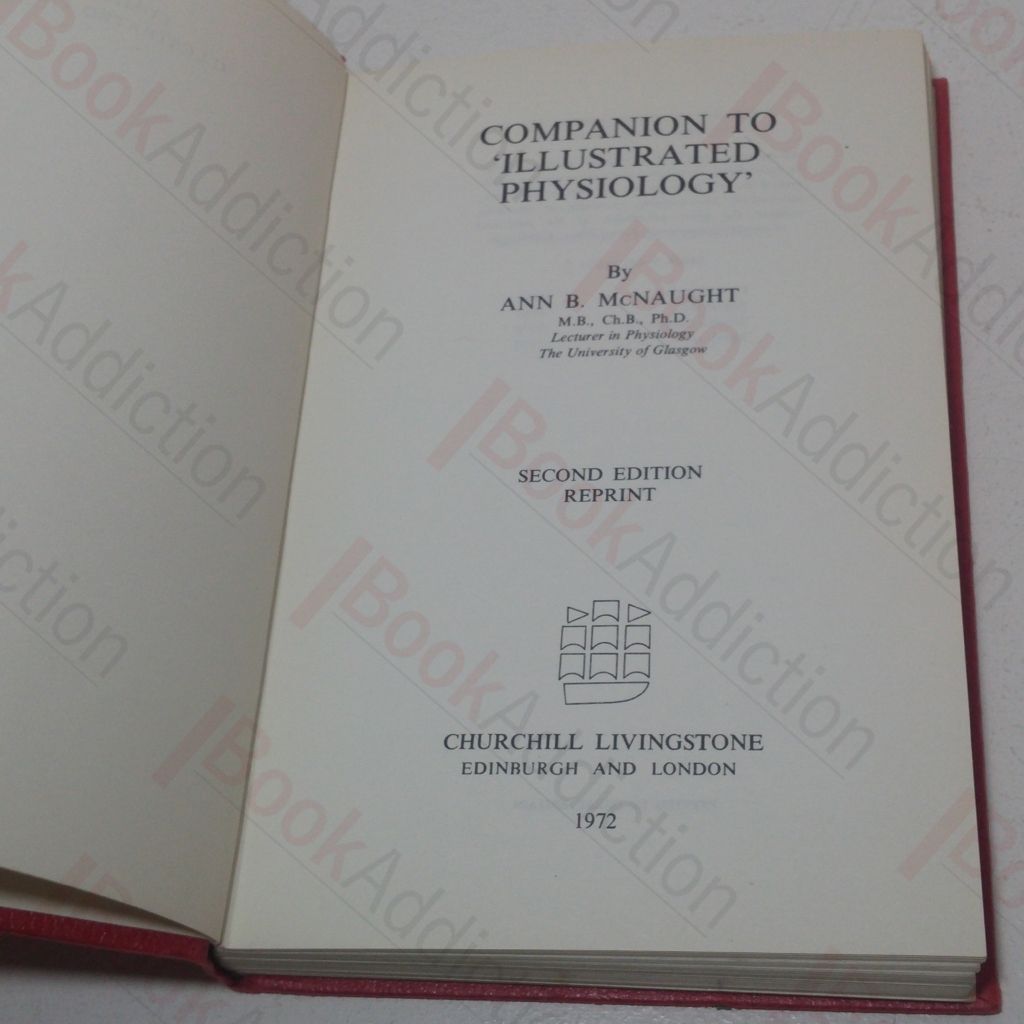 COMPANION TO
‘ILLUSTRATED
PHYSIOLOGY’
By
ANN B. McNAUGHT
M.B., Ch.B., Ph.D.
Lecturer in Physiology
The University of Glasgow
SECOND EDITION
REPRINT
CHURCHILL LIVINGSTONE
EDINBURGH AND LONDON
1972
BookAddiction